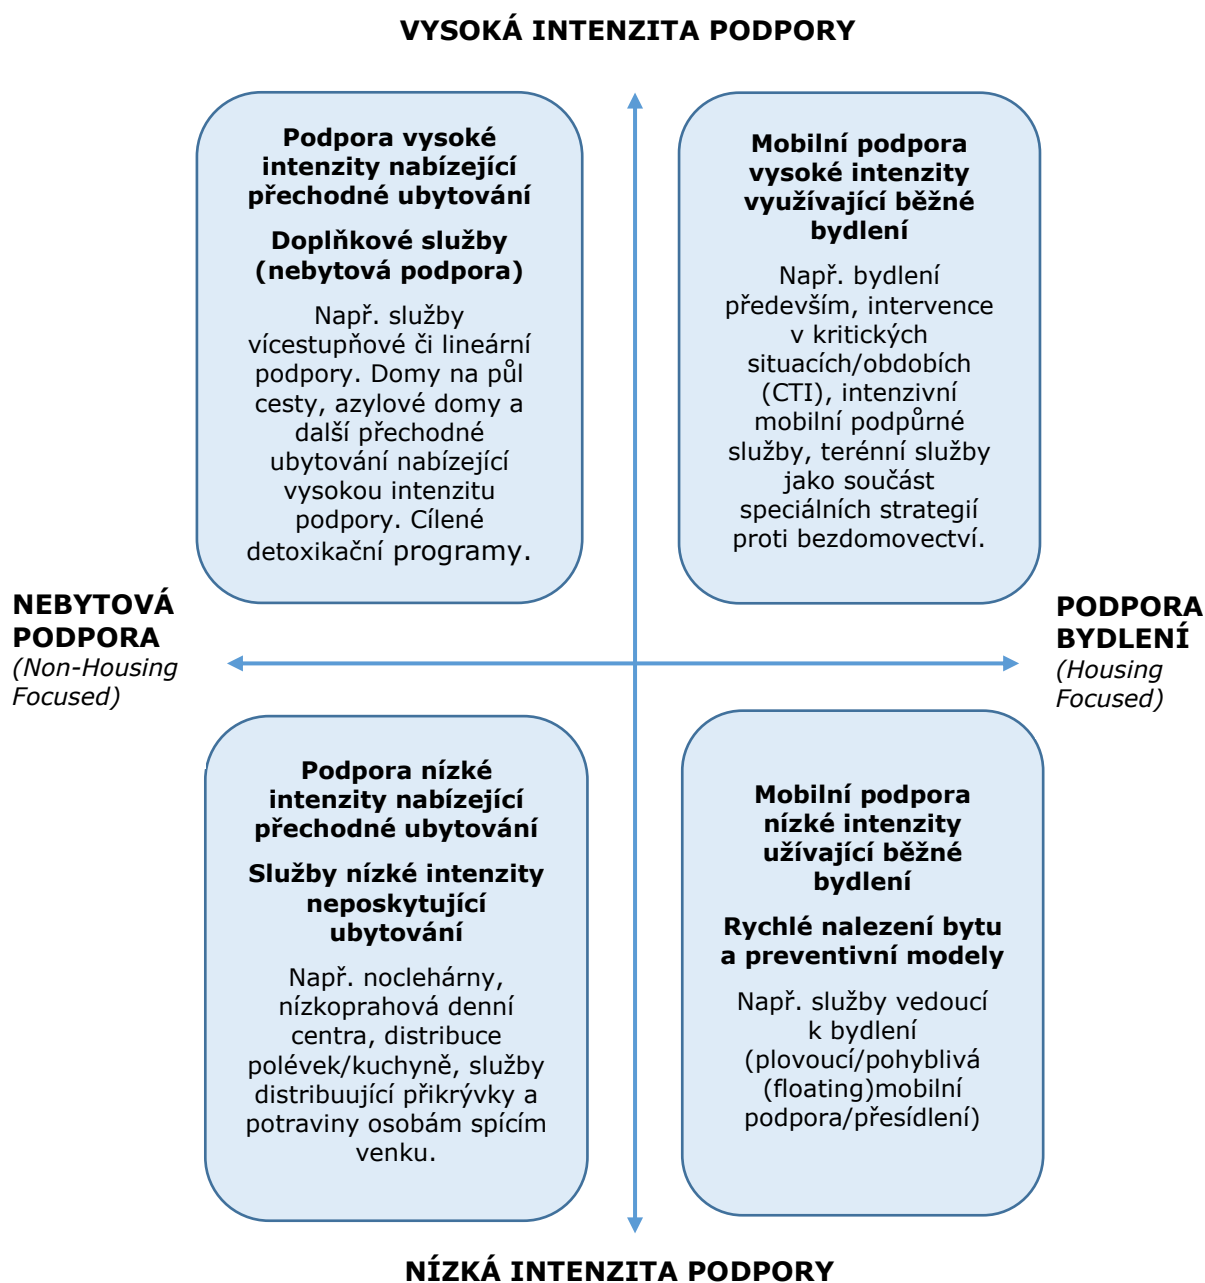 VYSOKÁ INTENZITA PODPORY
Podpora vysoké
intenzity nabízející
přechodné ubytování
Doplňkové služby
(nebytová podpora)
Např. služby
vícestupňové či lineární
podpory. Domy na půl
cesty, azylové domy a
další přechodné
ubytování nabízející
vysokou intenzitu
podpory. Cílené
detoxikační programy.
Mobilní podpora
vysoké intenzity
využívající běžné
bydlení
Např. bydlení
především, intervence
v kritických
situacích/obdobích
(CTI), intenzivní
mobilní podpůrné
služby, terénní služby
jako součást
speciálních strategií
proti bezdomovectví.
NEBYTOVÁ
PODPORA
(Non-Housing
Focused)
PODPORA
BYDLENÍ
(Housing
Focused)
Podpora nízké
intenzity nabízející
přechodné ubytování
Služby nízké intenzity
neposkytující
ubytování
Např. noclehárny,
nízkoprahová denní
centra, distribuce
polévek/kuchyně, služby
distribuující přikrývky a
potraviny osobám spícím
venku.
Mobilní podpora
nízké intenzity
užívající běžné
bydlení
Rychlé nalezení bytu
a preventivní modely
Např. služby vedoucí
k bydlení
(plovoucí/pohyblivá
(floating)mobilní
podpora/přesídlení)
NÍZKÁ INTENZITA PODPORY